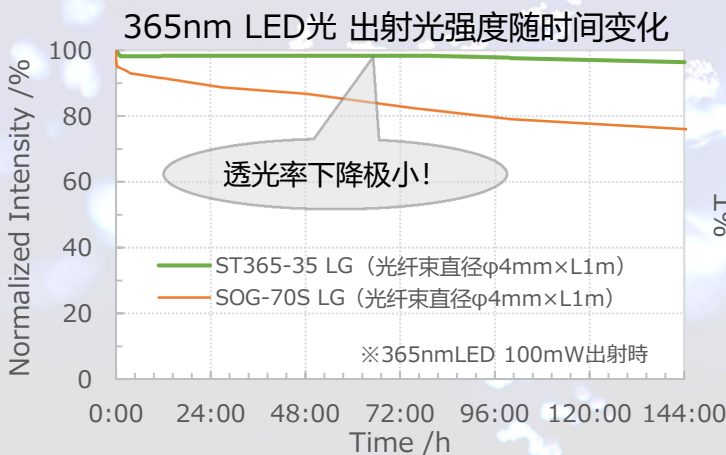 365nm LED光 出射光强度随时间变化
Normalized Intensity /%
100
80
60
40
20
0
透光率下降极小！
ST365-35 LG（光纤束直径φ4mm×L1m）
SOG-70S LG（光纤束直径φ4mm×L1m）
※365nmLED 100mW出射時
0:00 24:00 48:00 72:00 96:00 120:00 144:00
Time /h